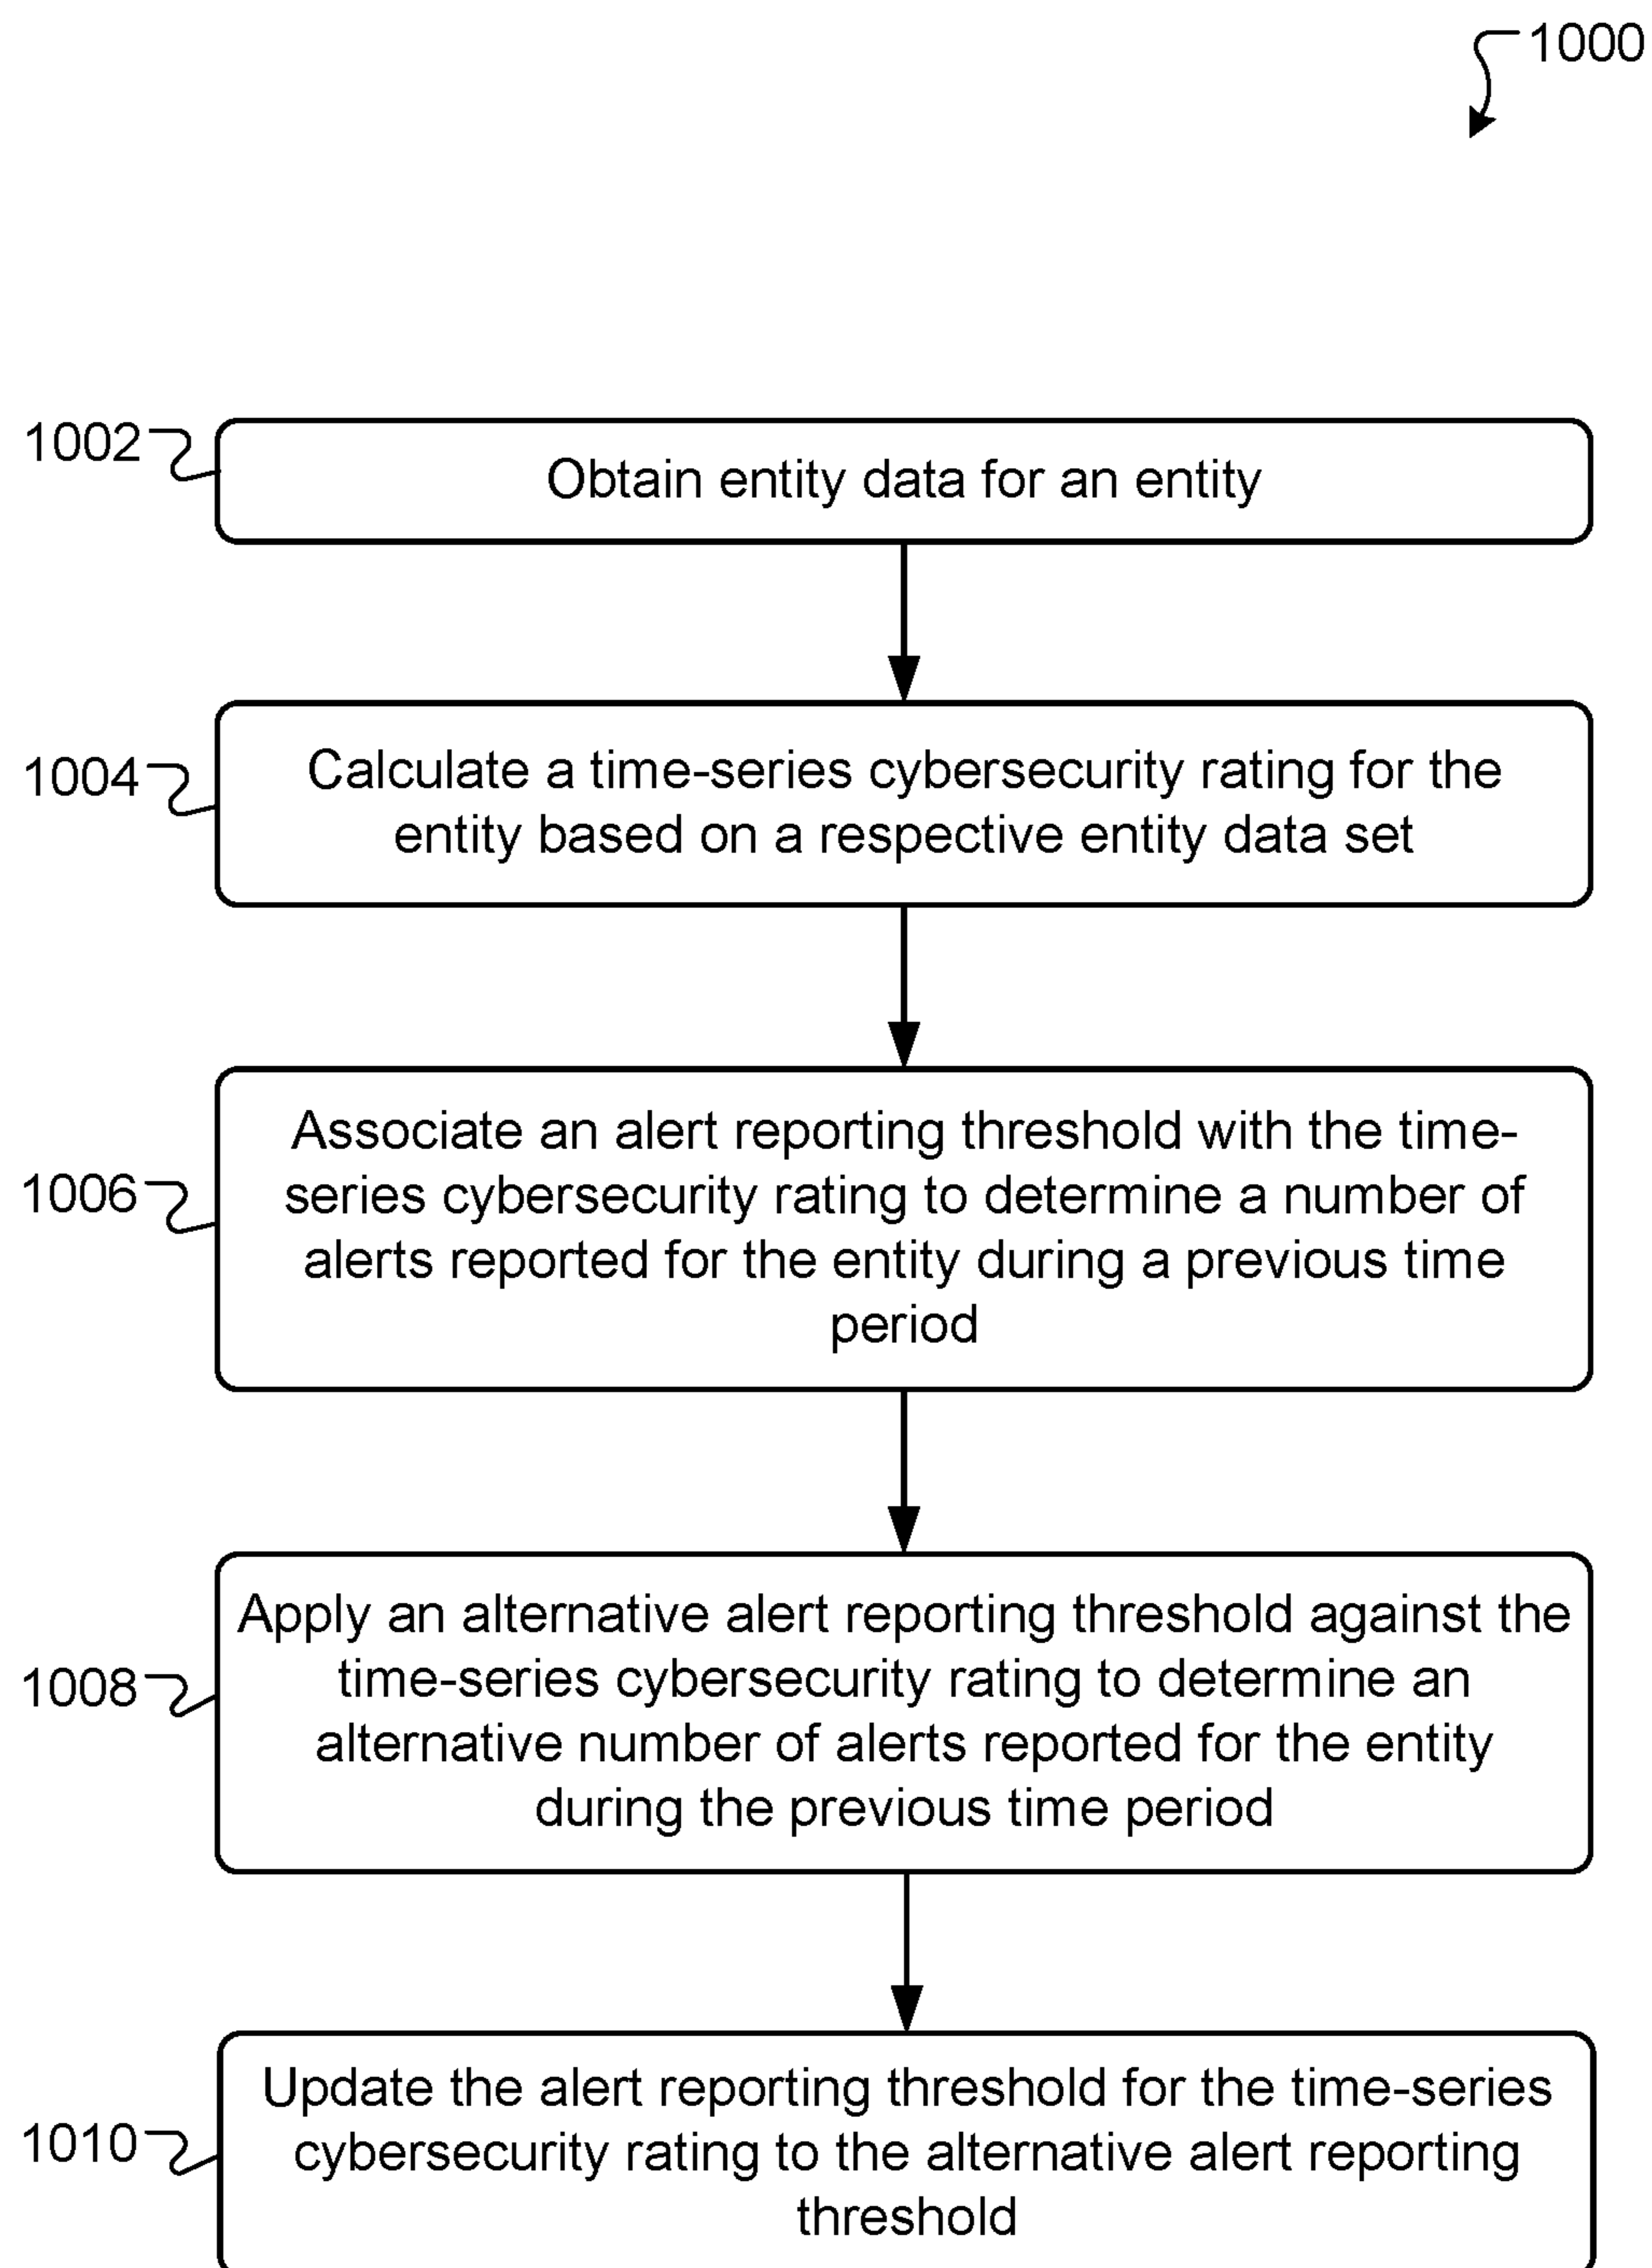 1000
1002
Obtain entity data for an entity
1004
Calculate a time-series cybersecurity rating for the
entity based on a respective entity data set
1006
Associate an alert reporting threshold with the time-
series cybersecurity rating to determine a number of
alerts reported for the entity during a previous time
period
1008
Apply an alternative alert reporting threshold against the
time-series cybersecurity rating to determine an
alternative number of alerts reported for the entity
during the previous time period
1010
Update the alert reporting threshold for the time-series
cybersecurity rating to the alternative alert reporting
threshold